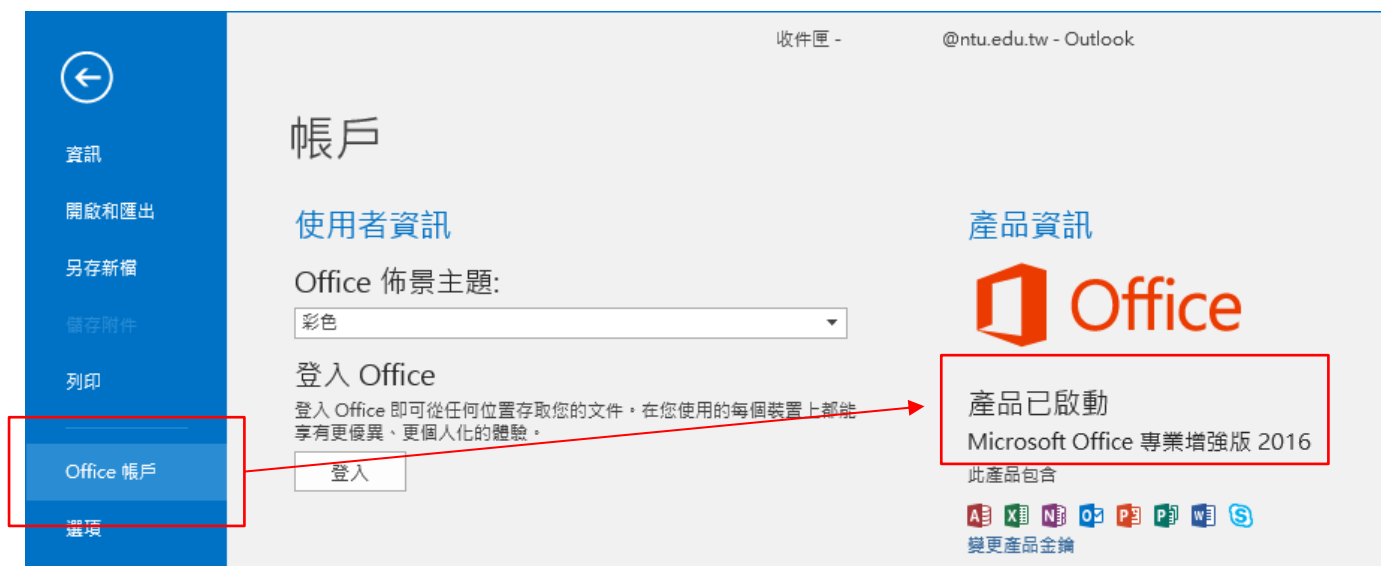 收件匣 - @ntu.edu.tw - Outlook
資訊
開啟和匯出
另存新檔
儲存附件
列印
Office 帳戶
選項
帳戶
使用者資訊
Office 佈景主題:
彩色
登入 Office
登入 Office 即可從任何位置存取您的文件。在您使用的每個裝置上都能
享有更優異、更個人化的體驗。
登入
產品資訊
Office
產品已啟動
Microsoft Office 專業增強版 2016
此產品包含
變更產品金鑰